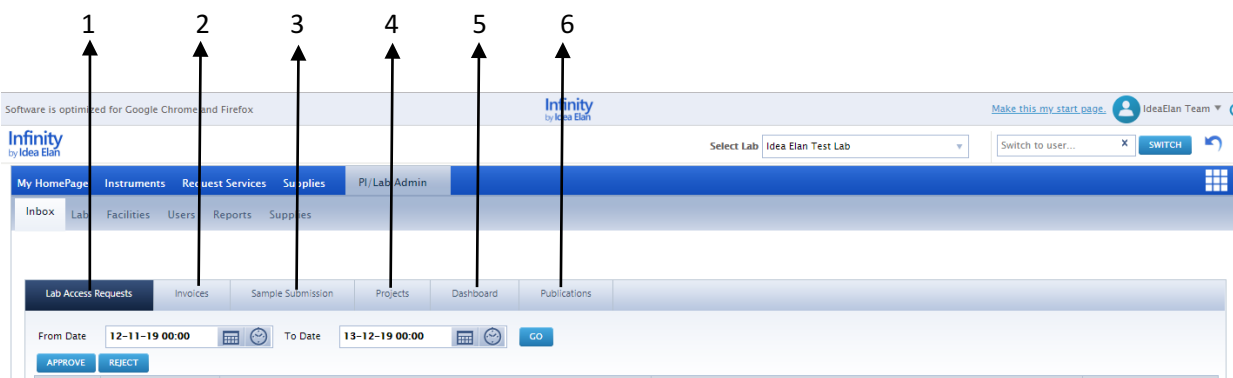 1 2 3 4 5 6
Software is optimized for Google Chrome and Firefox Infinity by Idea Elan Make this my start page. IdeaElan Team
Infinity
by Idea Elan
Select Lab Idea Elan Test Lab Switch to user... x SWITCH
My HomePage Instruments Request Services Supplies PI/Lab Admin
Inbox Lab Facilities Users Reports Supplies
Lab Access Requests Invoices Sample Submission Projects Dashboard Publications
From Date 12-11-19 00:00 To Date 13-12-19 00:00 GO
APPROVE REJECT